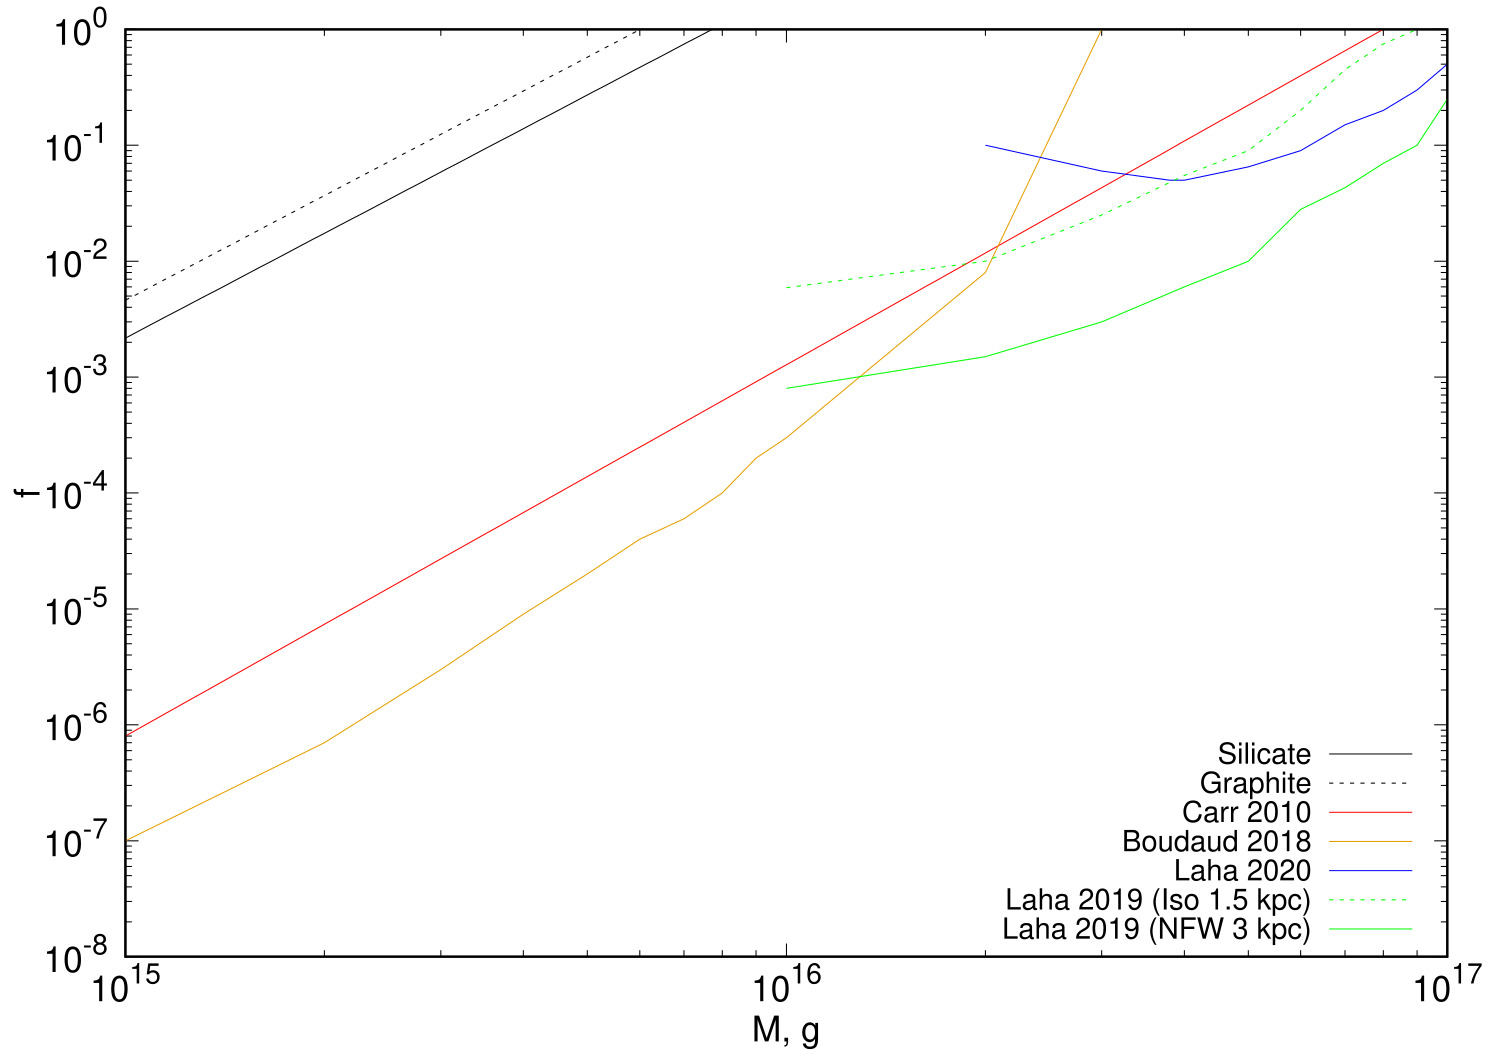 10^0
10^-1
10^-2
10^-3
10^-4
10^-5
10^-6
10^-7
10^-8
f
10^15
10^16
10^17
M, g
Silicate
Graphite
Carr 2010
Boudaud 2018
Laha 2020
Laha 2019 (Iso 1.5 kpc)
Laha 2019 (NFW 3 kpc)